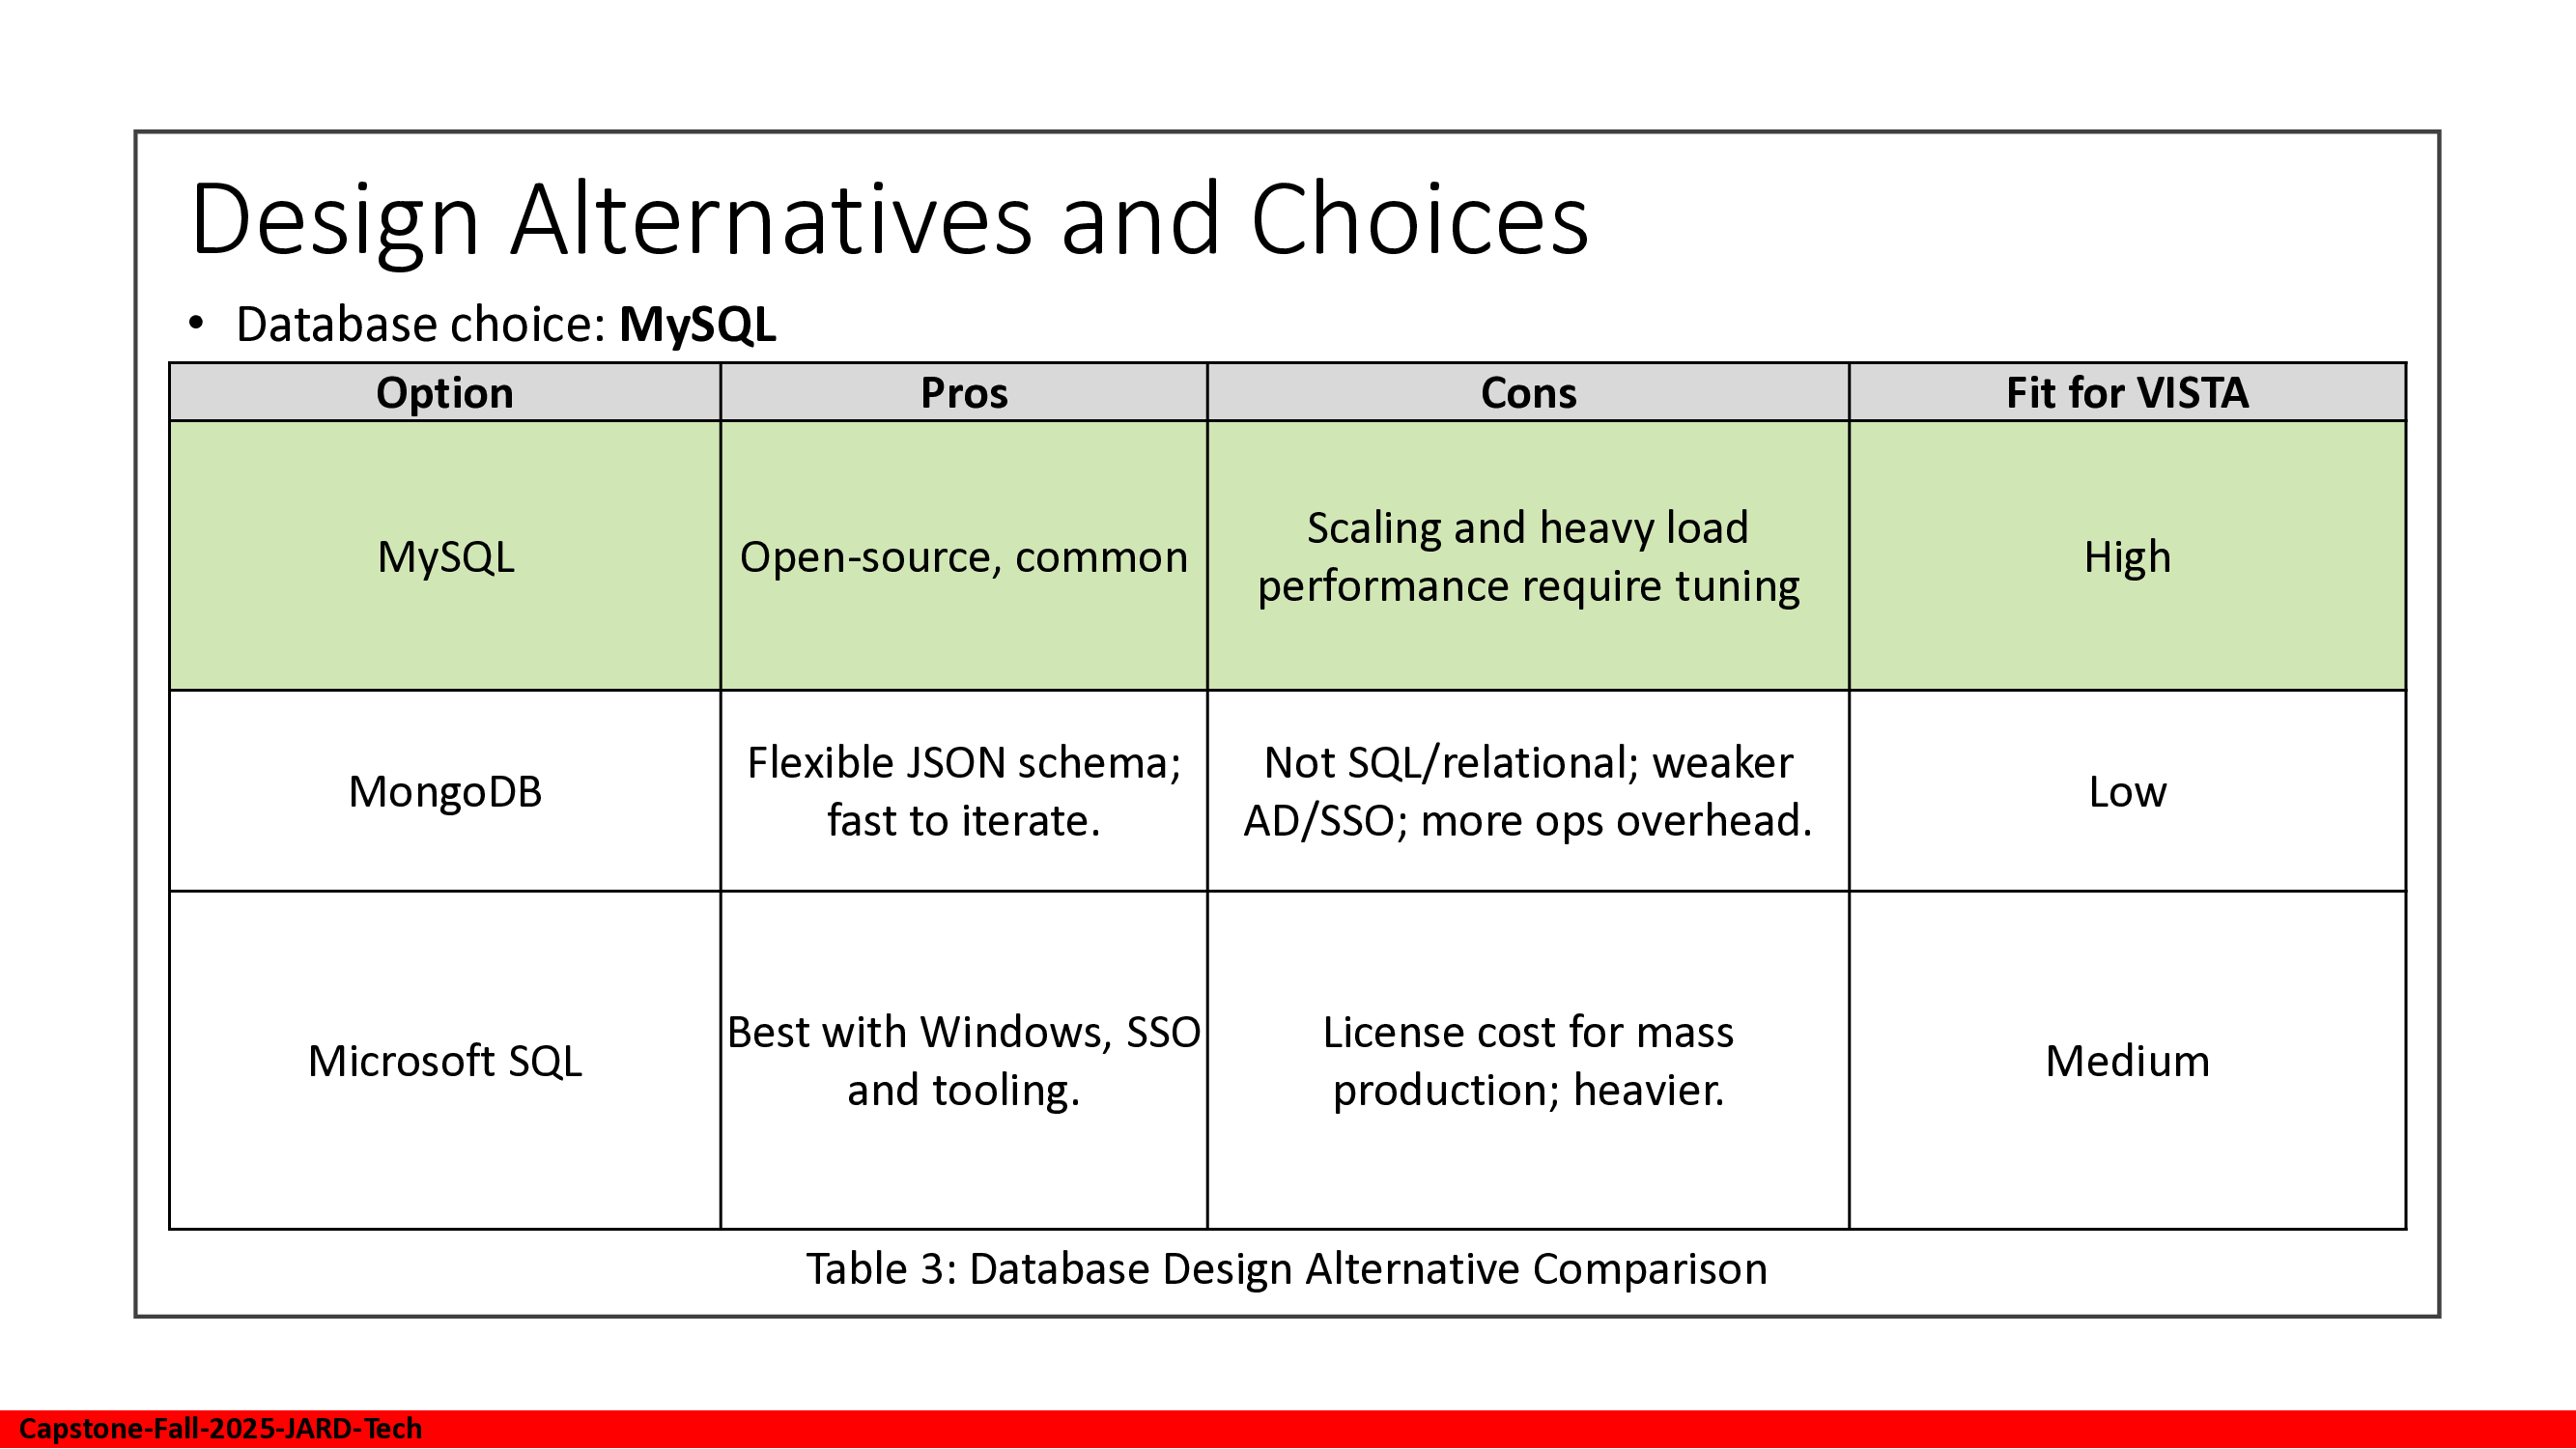 Design Alternatives and Choices
• Database choice: MySQL
Option Pros Cons Fit for VISTA
MySQL
Open-source, common
Scaling and heavy load
performance require tuning
High
MongoDB
Flexible JSON schema;
fast to iterate.
Not SQL/relational; weaker
AD/SSO; more ops overhead.
Low
Microsoft SQL
Best with Windows, SSO
and tooling.
License cost for mass
production; heavier.
Medium
Table 3: Database Design Alternative Comparison
Capstone-Fall-2025-JARD-Tech